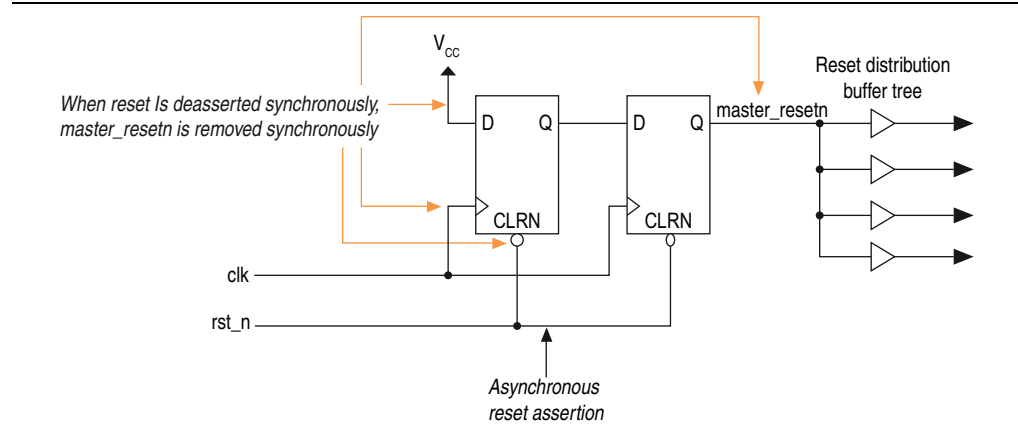 V_CC
Reset distribution
buffer tree
When reset Is deasserted synchronously,
master_resetn is removed synchronously
D Q
D Q
master_resetn
CLRN
CLRN
clk
rst_n
Asynchronous
reset assertion